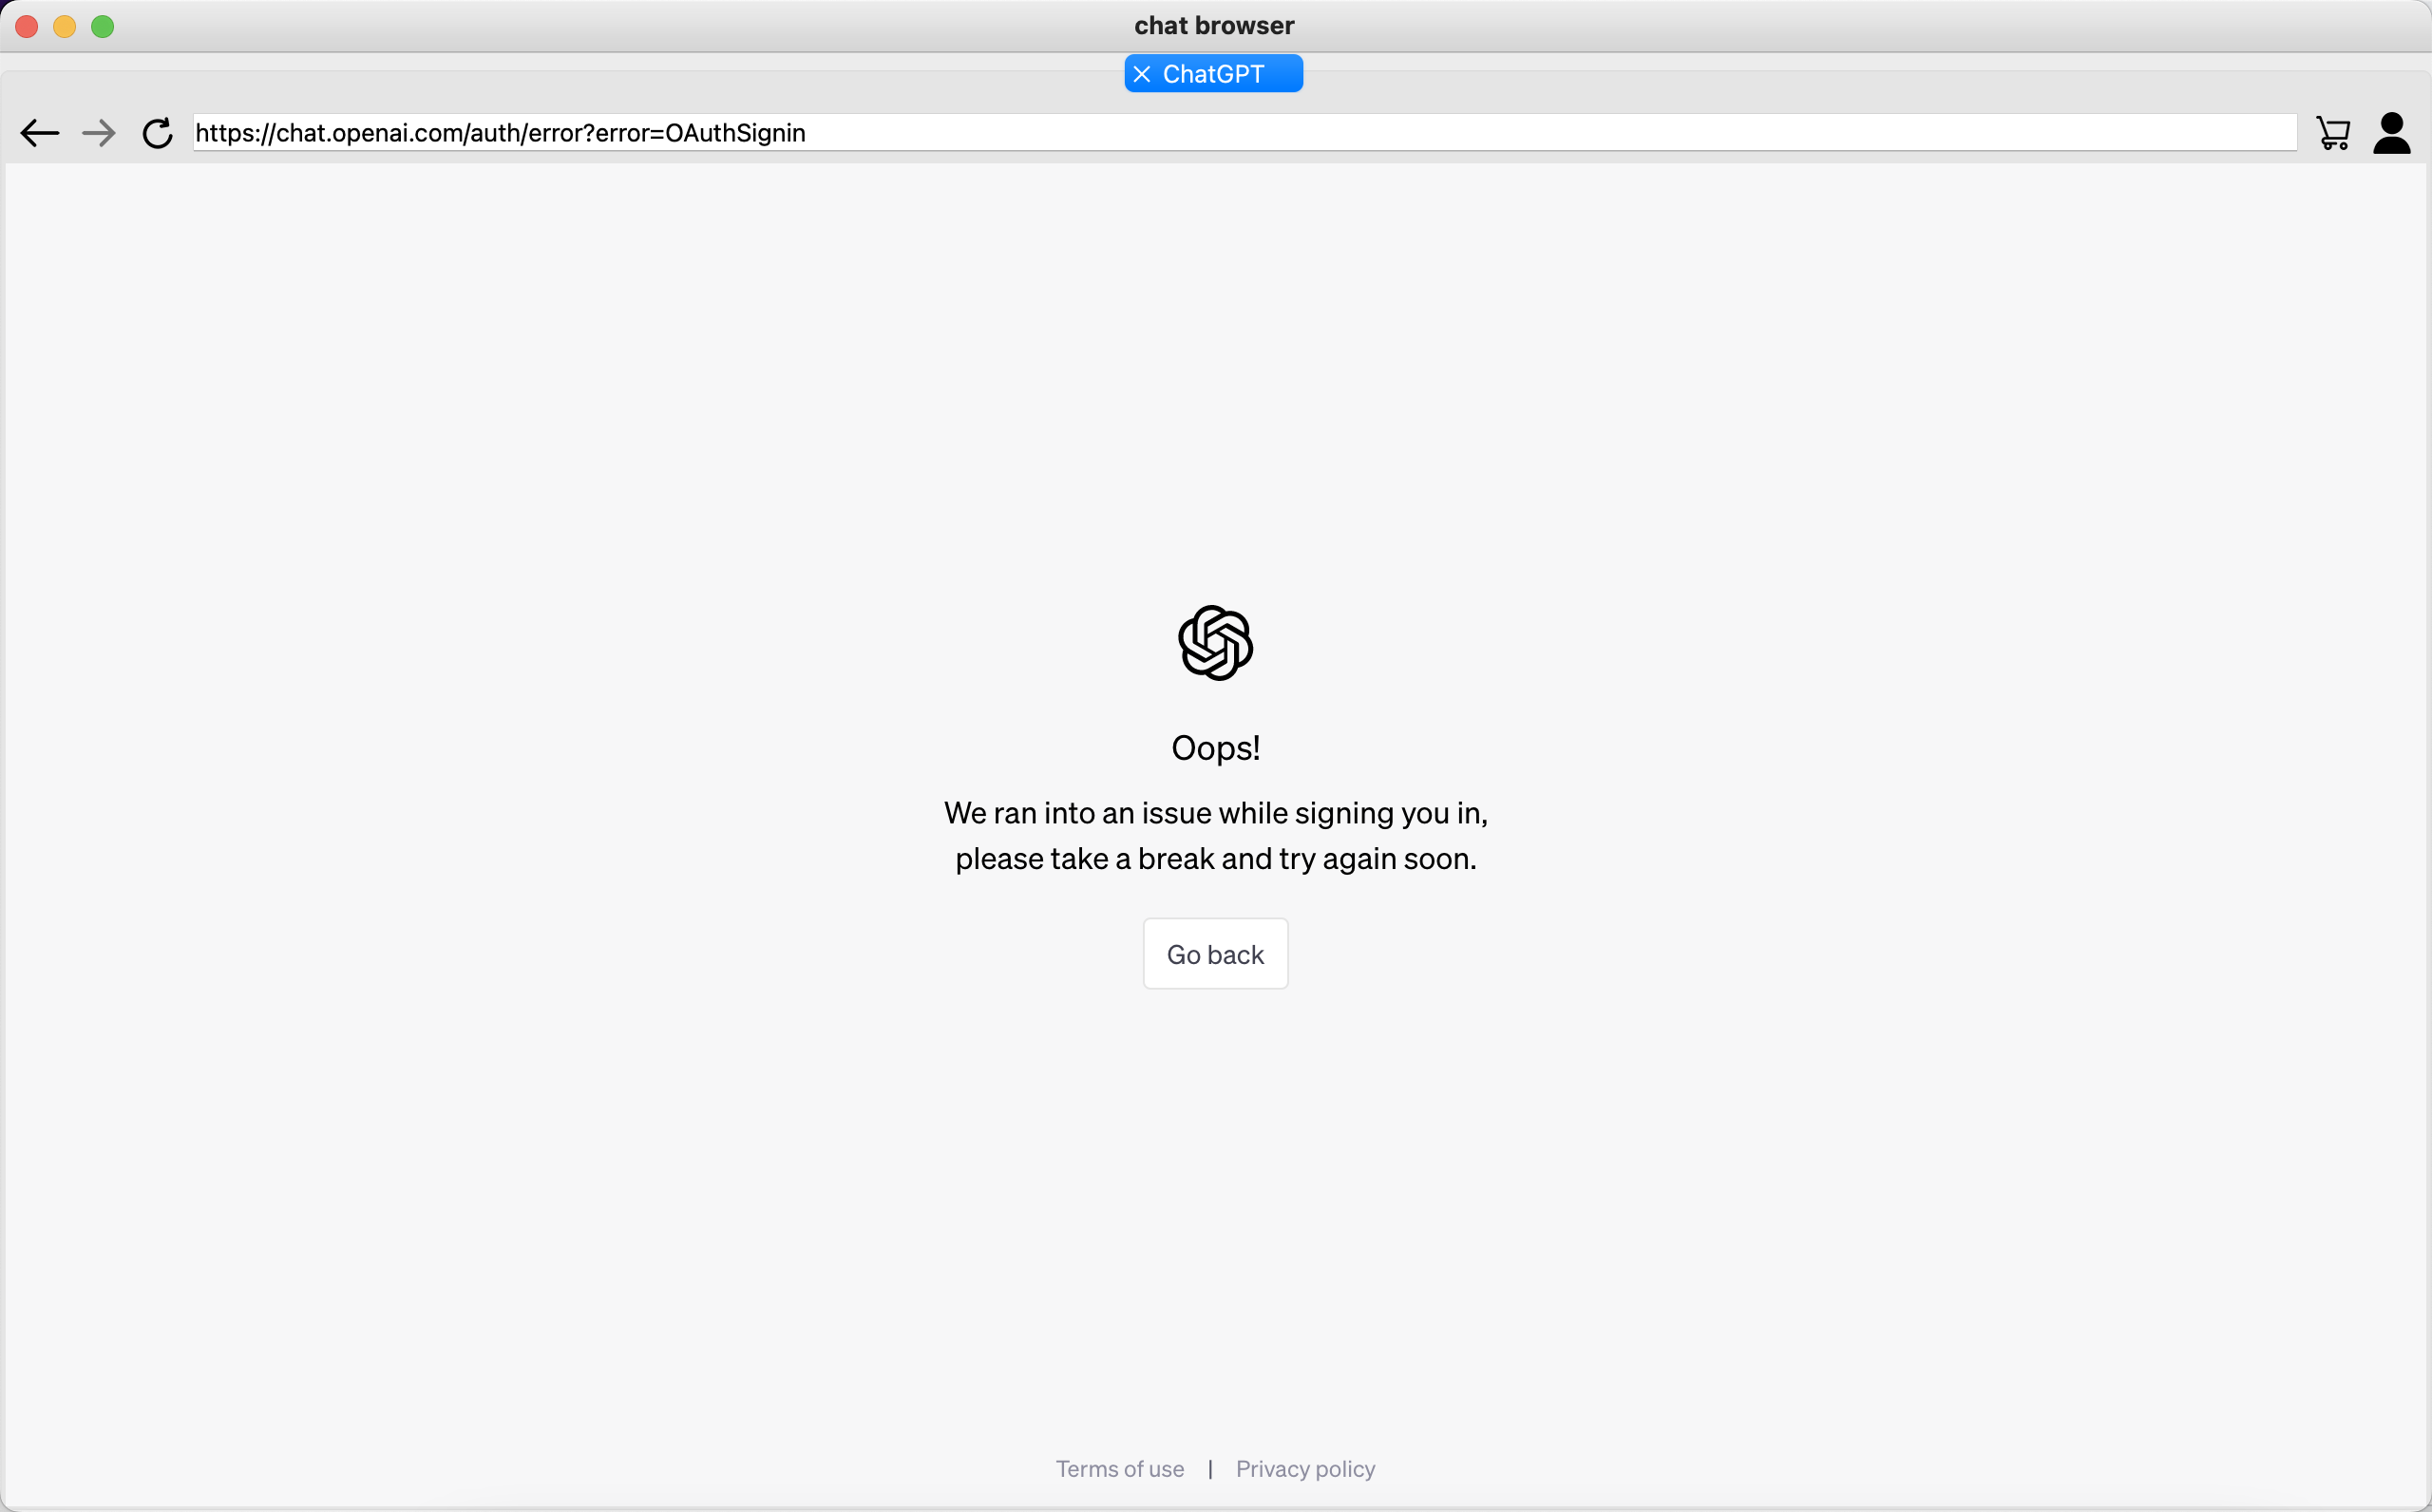 chat browser
ChatGPT
https://chat.openai.com/auth/error?error=OAuthSignin
Oops!
We ran into an issue while signing you in,
please take a break and try again soon.
Go back
Terms of use | Privacy policy